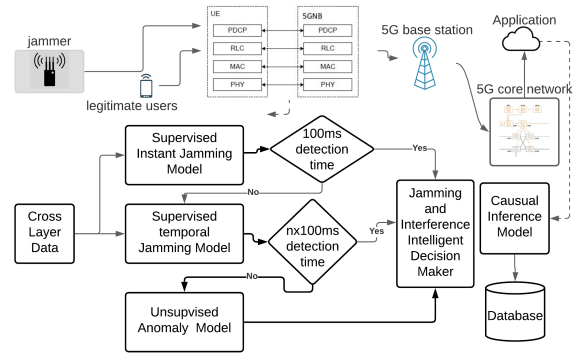 jammer
legitimate users
UE
PDCP
RLC
MAC
PHY
5GNB
PDCP
RLC
MAC
PHY
5G base station
Application
5G core network
Supervised
Instant Jamming
Model
100ms
detection
time
Yes
No
Cross
Layer
Data
Supervised
temporal
Jamming Model
nx100ms
detection
time
Yes
No
Unsupvised
Anomaly Model
Jamming
and
Interference
Intelligent
Decision
Maker
Causual
Inference
Model
Database